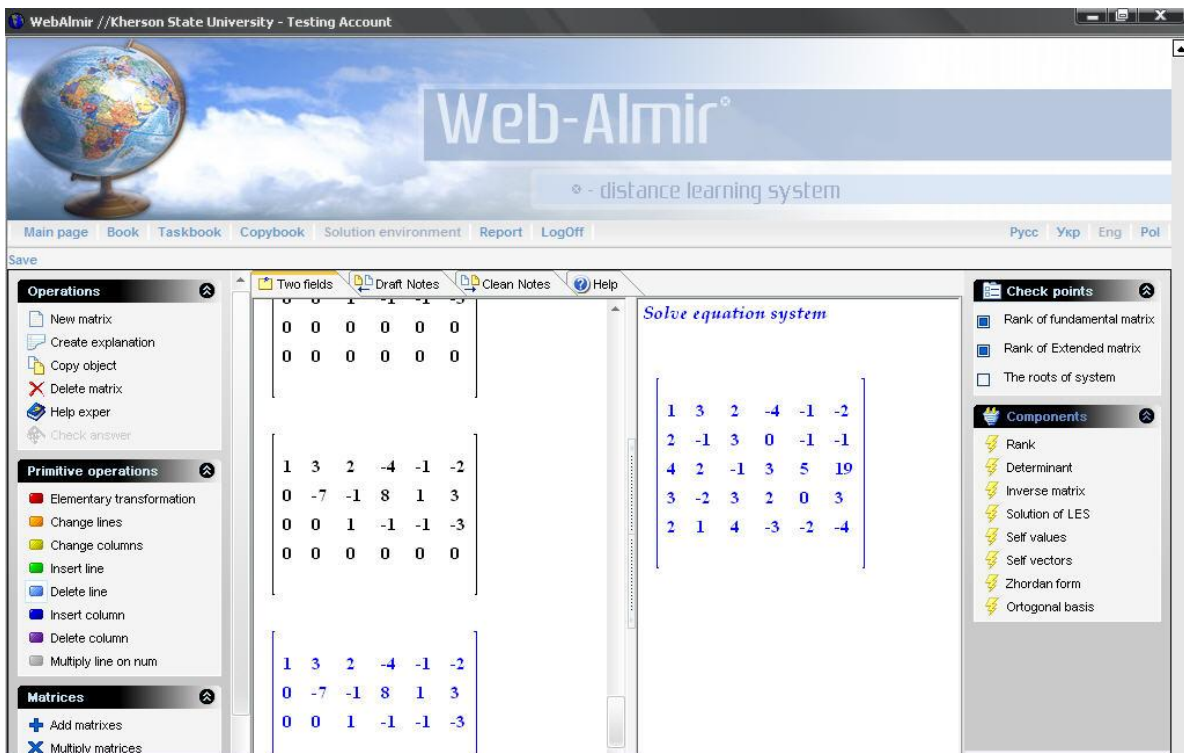 WebAlmir //Kherson State University - Testing Account
Web-Almir
- distance learning system
Main page Book Taskbook Copybook Solution environment Report LogOff Русс Укр Eng Pol
Save
Operations
New matrix
Create explanation
Copy object
Delete matrix
Help exper
Check answer
Primitive operations
Elementary transformation
Change lines
Change columns
Insert line
Delete line
Insert column
Delete column
Multiply line on num
Matrices
Add matrixes
Multiply matrices
Two fields Draft Notes Clean Notes Help
0 0 1 -1 -1 -3
0 0 0 0 0 0
0 0 0 0 0 0
1 3 2 -4 -1 -2
0 -7 -1 8 1 3
0 0 1 -1 -1 -3
0 0 0 0 0 0
1 3 2 -4 -1 -2
0 -7 -1 8 1 3
0 0 1 -1 -1 -3
Solve equation system
1 3 2 -4 -1 -2
2 -1 3 0 -1 -1
4 2 -1 3 5 19
3 -2 3 2 0 3
2 1 4 -3 -2 -4
Check points
Rank of fundamental matrix
Rank of Extended matrix
The roots of system
Components
Rank
Determinant
Inverse matrix
Solution of LES
Self values
Self vectors
Zhordan form
Ortogonal basis